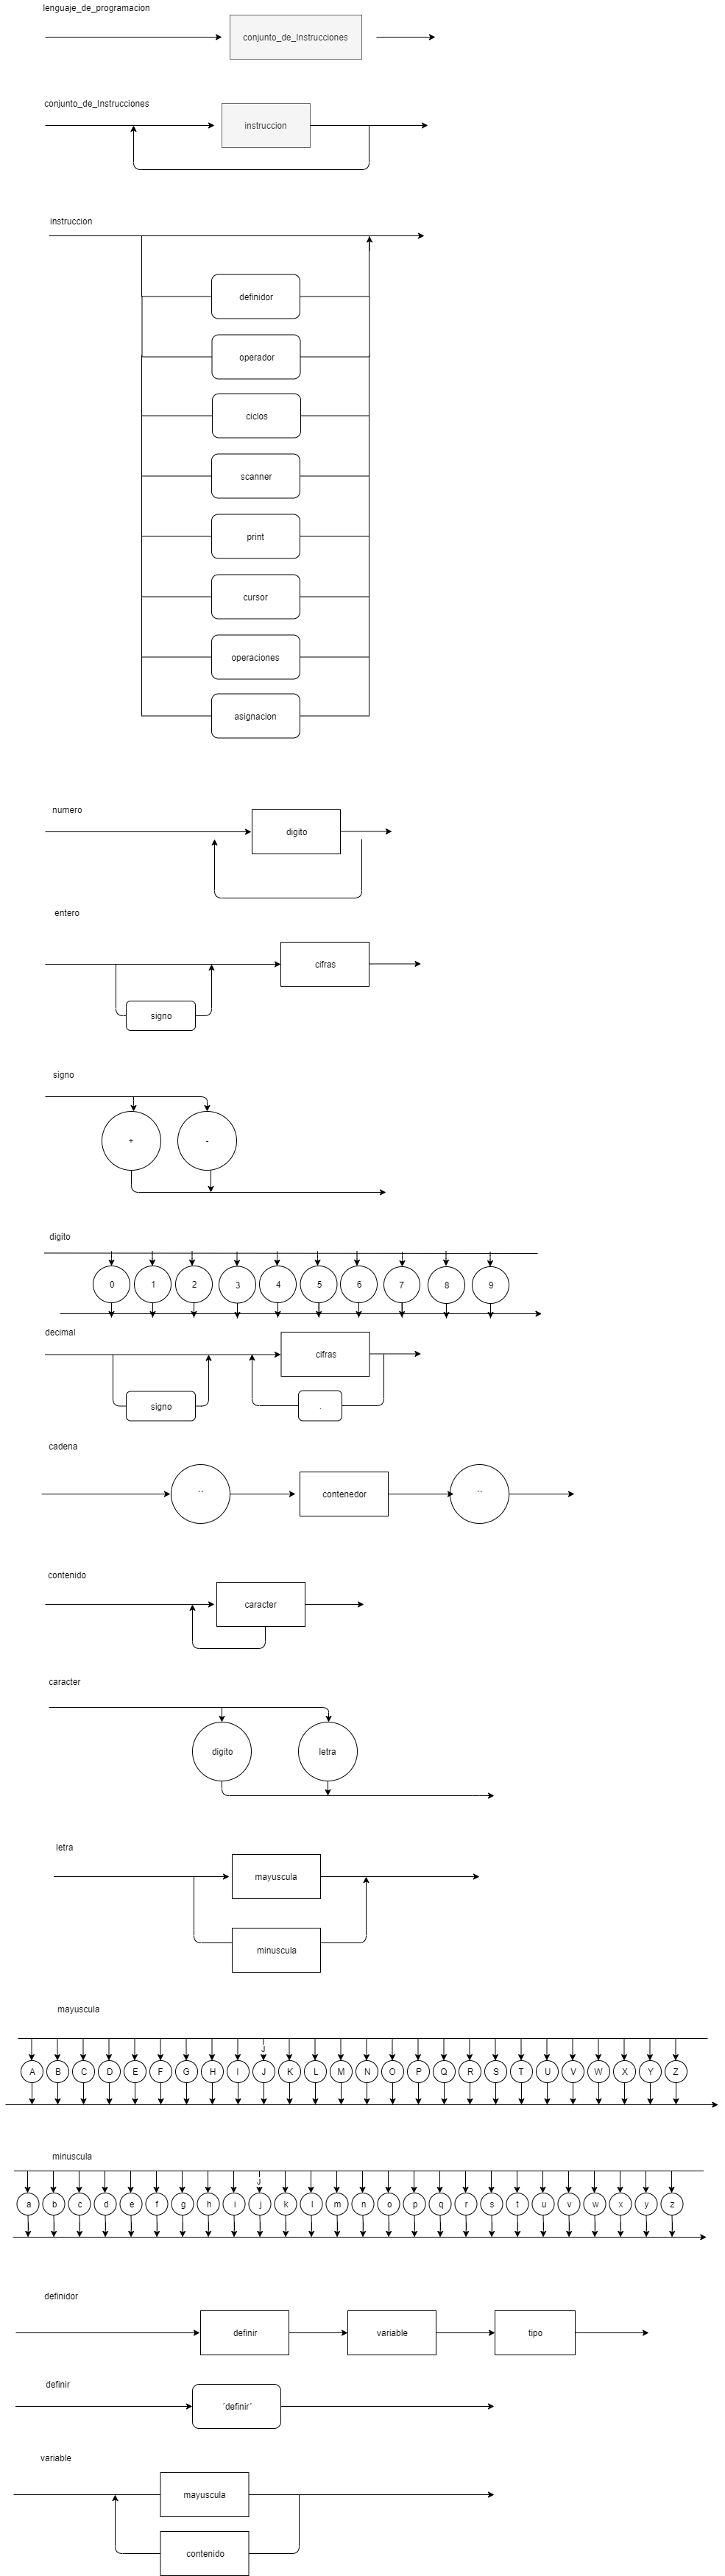 lenguaje_de_programacion
conjunto_de_Instrucciones
conjunto_de_Instrucciones
instruccion
instruccion
definidor
operador
ciclos
scanner
print
cursor
operaciones
asignacion
numero
digito
entero
cifras
signo
signo
+ -
digito
0 1 2 3 4 5 6 7 8 9
decimal
cifras
signo .
cadena
'' contenedor ''
contenido
caracter
caracter
digito letra
letra
mayuscula
minuscula
mayuscula
J
A B C D E F G H I J K L M N O P Q R S T U V W X Y Z
minuscula
J
a b c d e f g h i j k l m n o p q r s t u v w x y z
definidor
definir variable tipo
definir
´definir´
variable
mayuscula
contenido